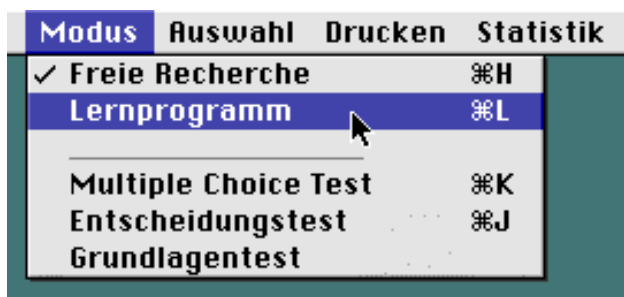 Modus Auswahl Drucken Statistik
✓ Freie Recherche ⌘H
Lernprogramm ⌘L
Multiple Choice Test ⌘K
Entscheidungstest ⌘J
Grundlagentest